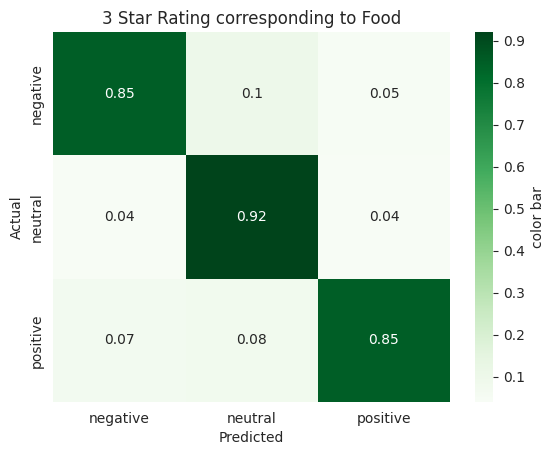 3 Star Rating corresponding to Food
negative
0.85 0.1 0.05
neutral
0.04 0.92 0.04
positive
0.07 0.08 0.85
Actual
negative neutral positive
Predicted
0.9
0.8
0.7
0.6
0.5
0.4
0.3
0.2
0.1
color bar